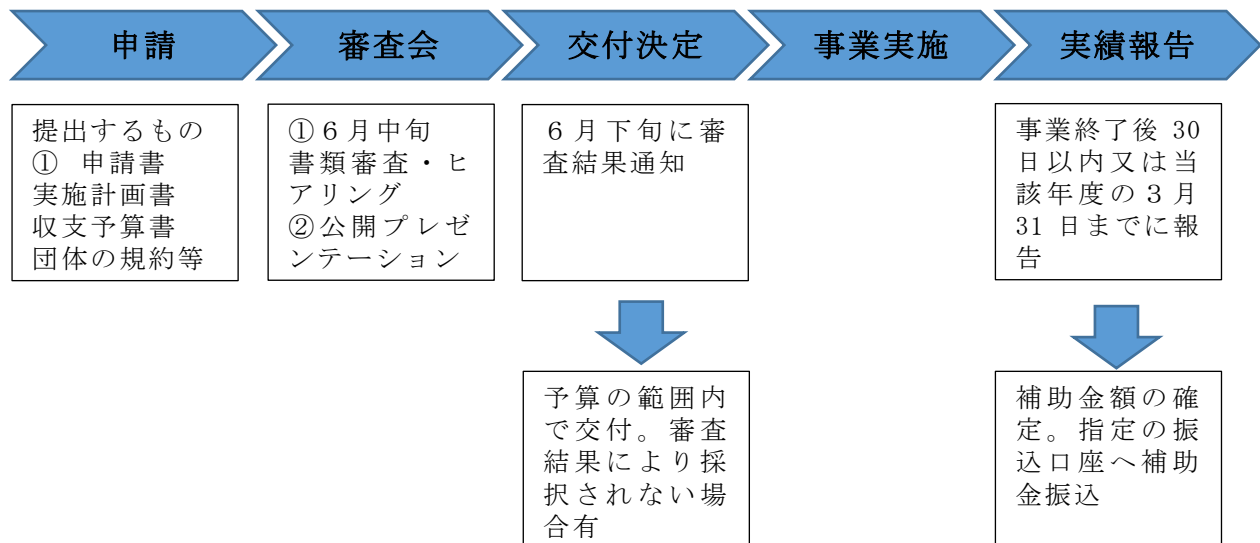 申請
審査会
交付決定
事業実施
実績報告
提出するもの
① 申請書
実施計画書
収支予算書
団体の規約等
①６月中旬
書類審査・ヒ
アリング
②公開プレゼ
ンテーション
６月下旬に審
査結果通知
事業終了後 30
日以内又は当
該年度の３月
31 日までに報
告
予算の範囲内
で交付。審査
結果により採
択されない場
合有
補助金額の確
定。指定の振
込口座へ補助
金振込